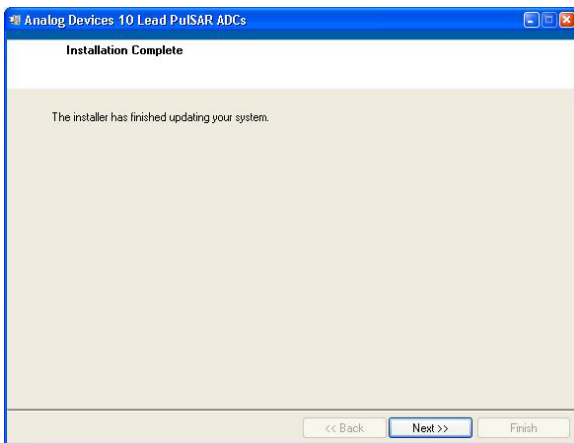 Analog Devices 10 Lead PulSAR ADCs
Installation Complete
The installer has finished updating your system.
<< Back
Next >>
Finish